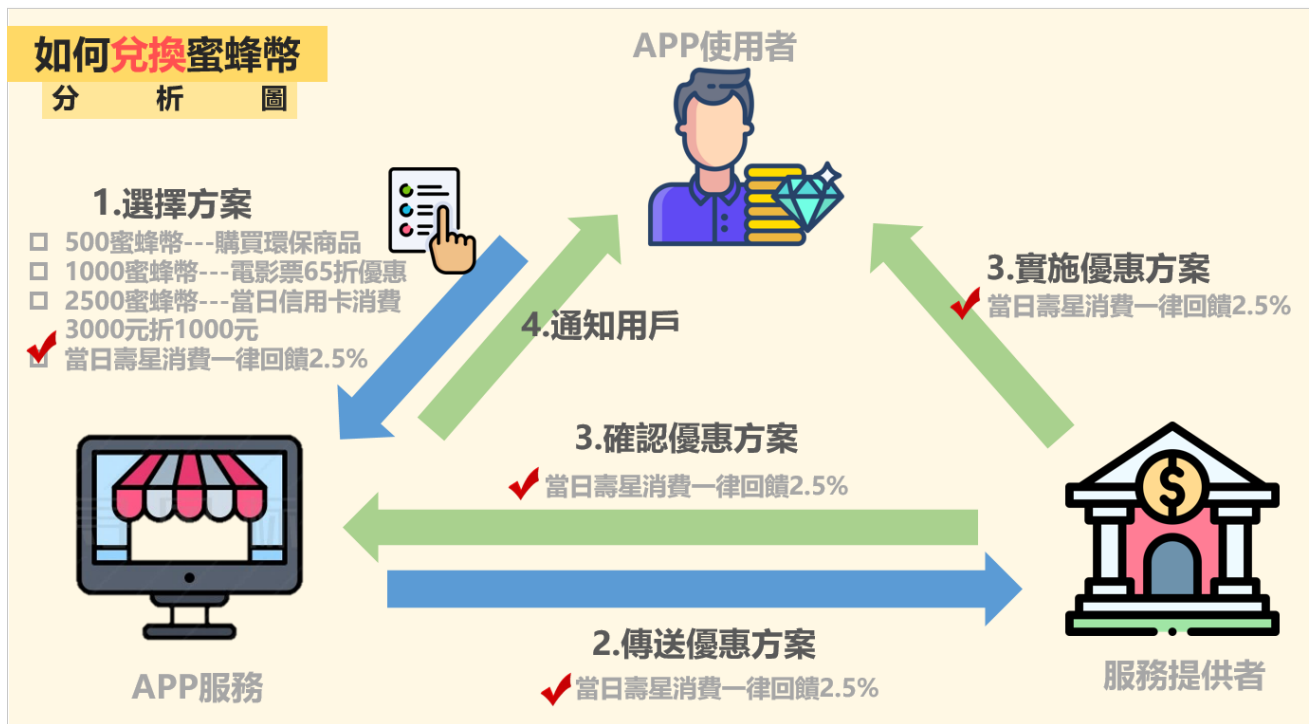 如何兌換蜜蜂幣
分析圖
APP使用者
1.選擇方案
500蜜蜂幣---購買環保商品
1000蜜蜂幣---電影票65折優惠
2500蜜蜂幣---當日信用卡消費
3000元折1000元
當日壽星消費一律回饋2.5%
4.通知用戶
3.實施優惠方案
當日壽星消費一律回饋2.5%
3.確認優惠方案
當日壽星消費一律回饋2.5%
2.傳送優惠方案
當日壽星消費一律回饋2.5%
APP服務
服務提供者